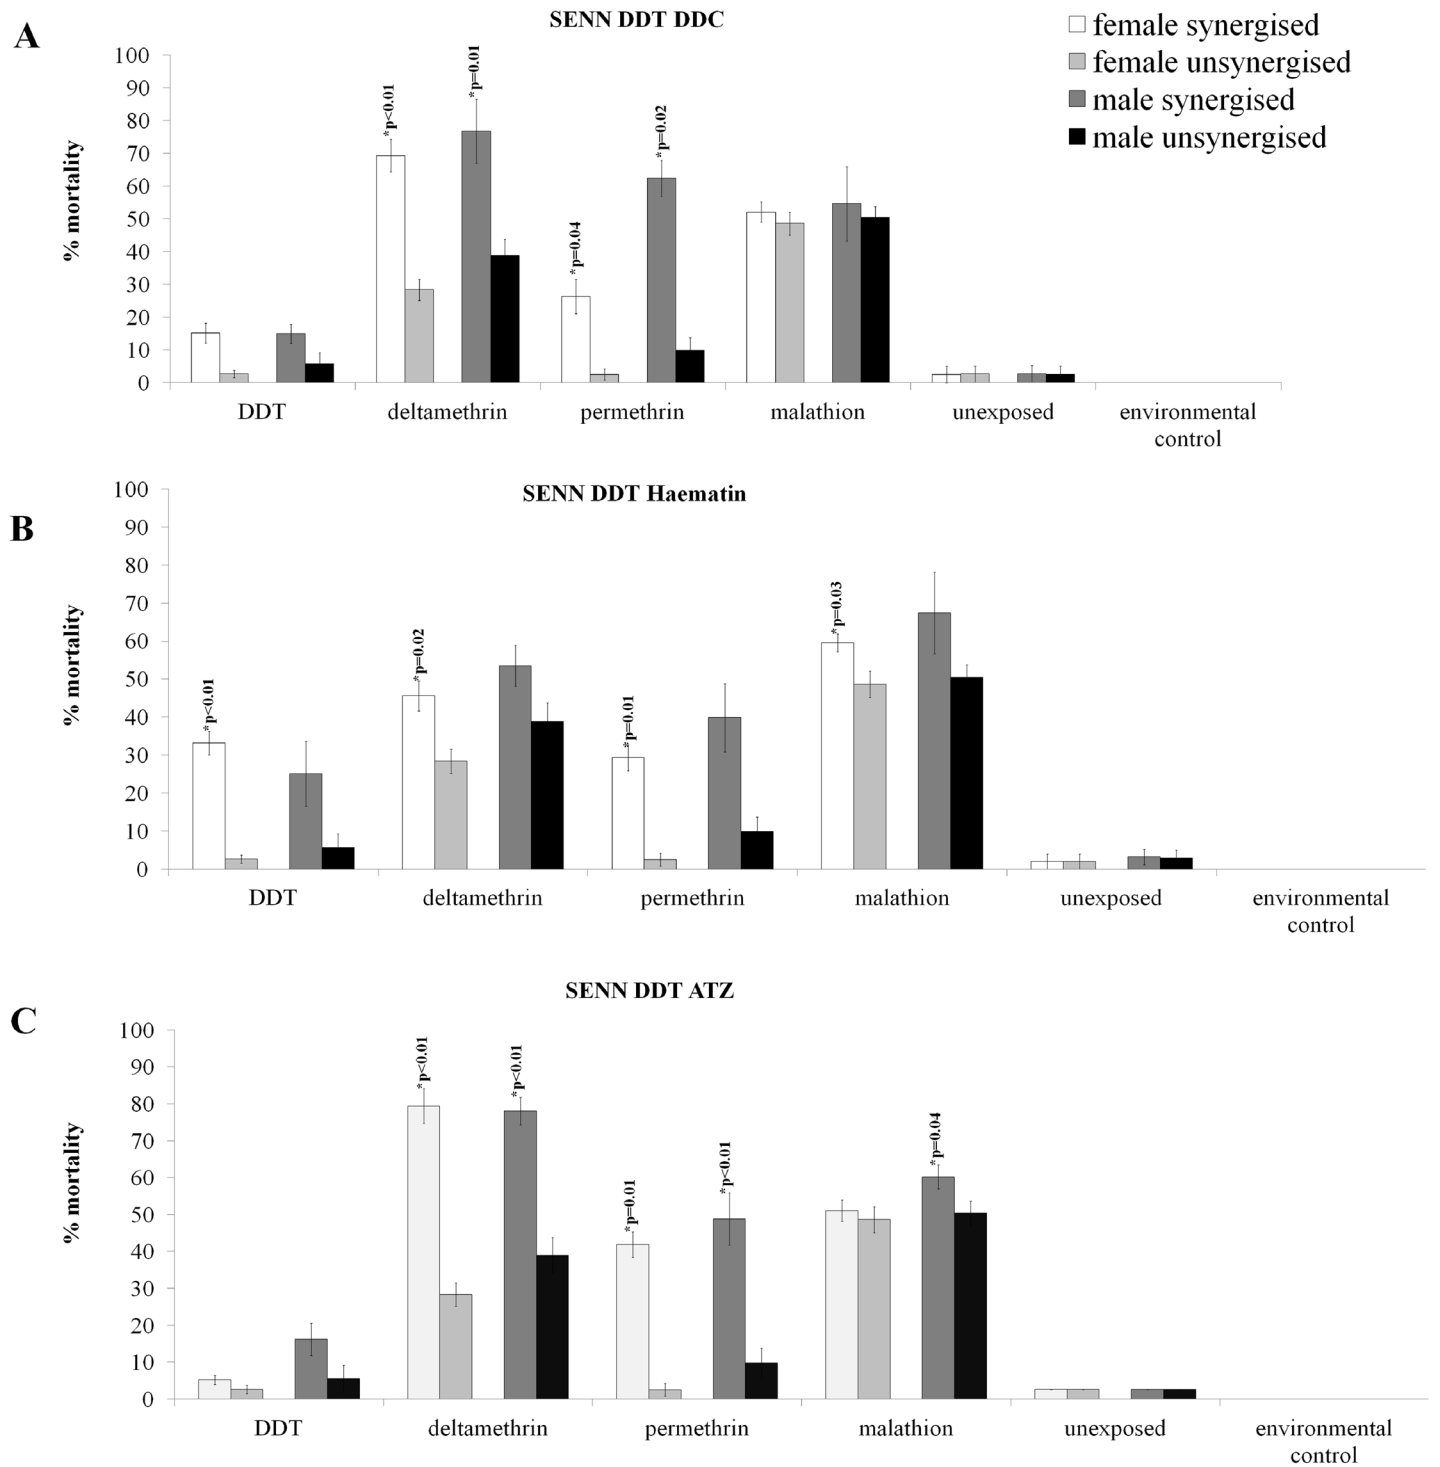 A
SENN DDT DDC
female synergised
female unsynergised
male synergised
male unsynergised
% mortality
100
90
80
70
60
50
40
30
20
10
0
*p<0.01
*p=0.01
*p=0.04
*p=0.02
DDT
deltamethrin
permethrin
malathion
unexposed
environmental
control
B
SENN DDT Haematin
% mortality
100
90
80
70
60
50
40
30
20
10
0
*p<0.01
*p=0.02
*p=0.01
*p=0.03
DDT
deltamethrin
permethrin
malathion
unexposed
environmental
control
C
SENN DDT ATZ
% mortality
100
90
80
70
60
50
40
30
20
10
0
*p<0.01
*p<0.01
*p=0.01
*p<0.01
*p=0.04
DDT
deltamethrin
permethrin
malathion
unexposed
environmental
control